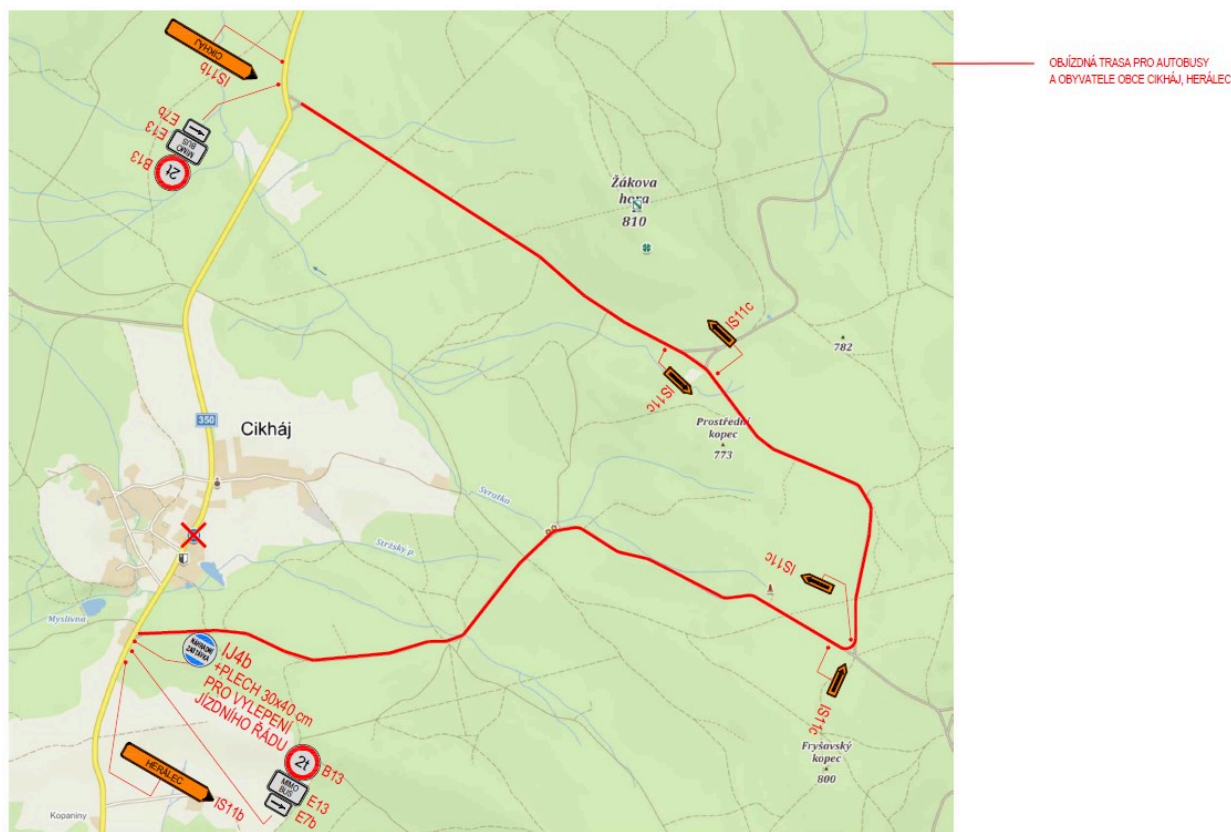 OBJÍZDNÁ TRASA PRO AUTOBUSY
A OBYVATELE OBCE CIKHÁJ, HERÁLEC
CIKHÁJ
IS11b
E7b
E13
MIMO
BUS
B13
2t
Žákova
hora
810
IS11c
782
IS11c
Prostřední
kopec
773
350
Cikháj
Svratka
Stržský p.
IS11c
Myslivna
NÁHRADNÍ
ZASTÁVKA
IJ4b
+PLECH 30x40 cm
PRO VYLEPENÍ
JÍZDNÍHO ŘÁDU
IS11c
Fryšavský
kopec
800
HERÁLEC
IS11b
2t
B13
MIMO
BUS
E13
E7b
Kopaniny